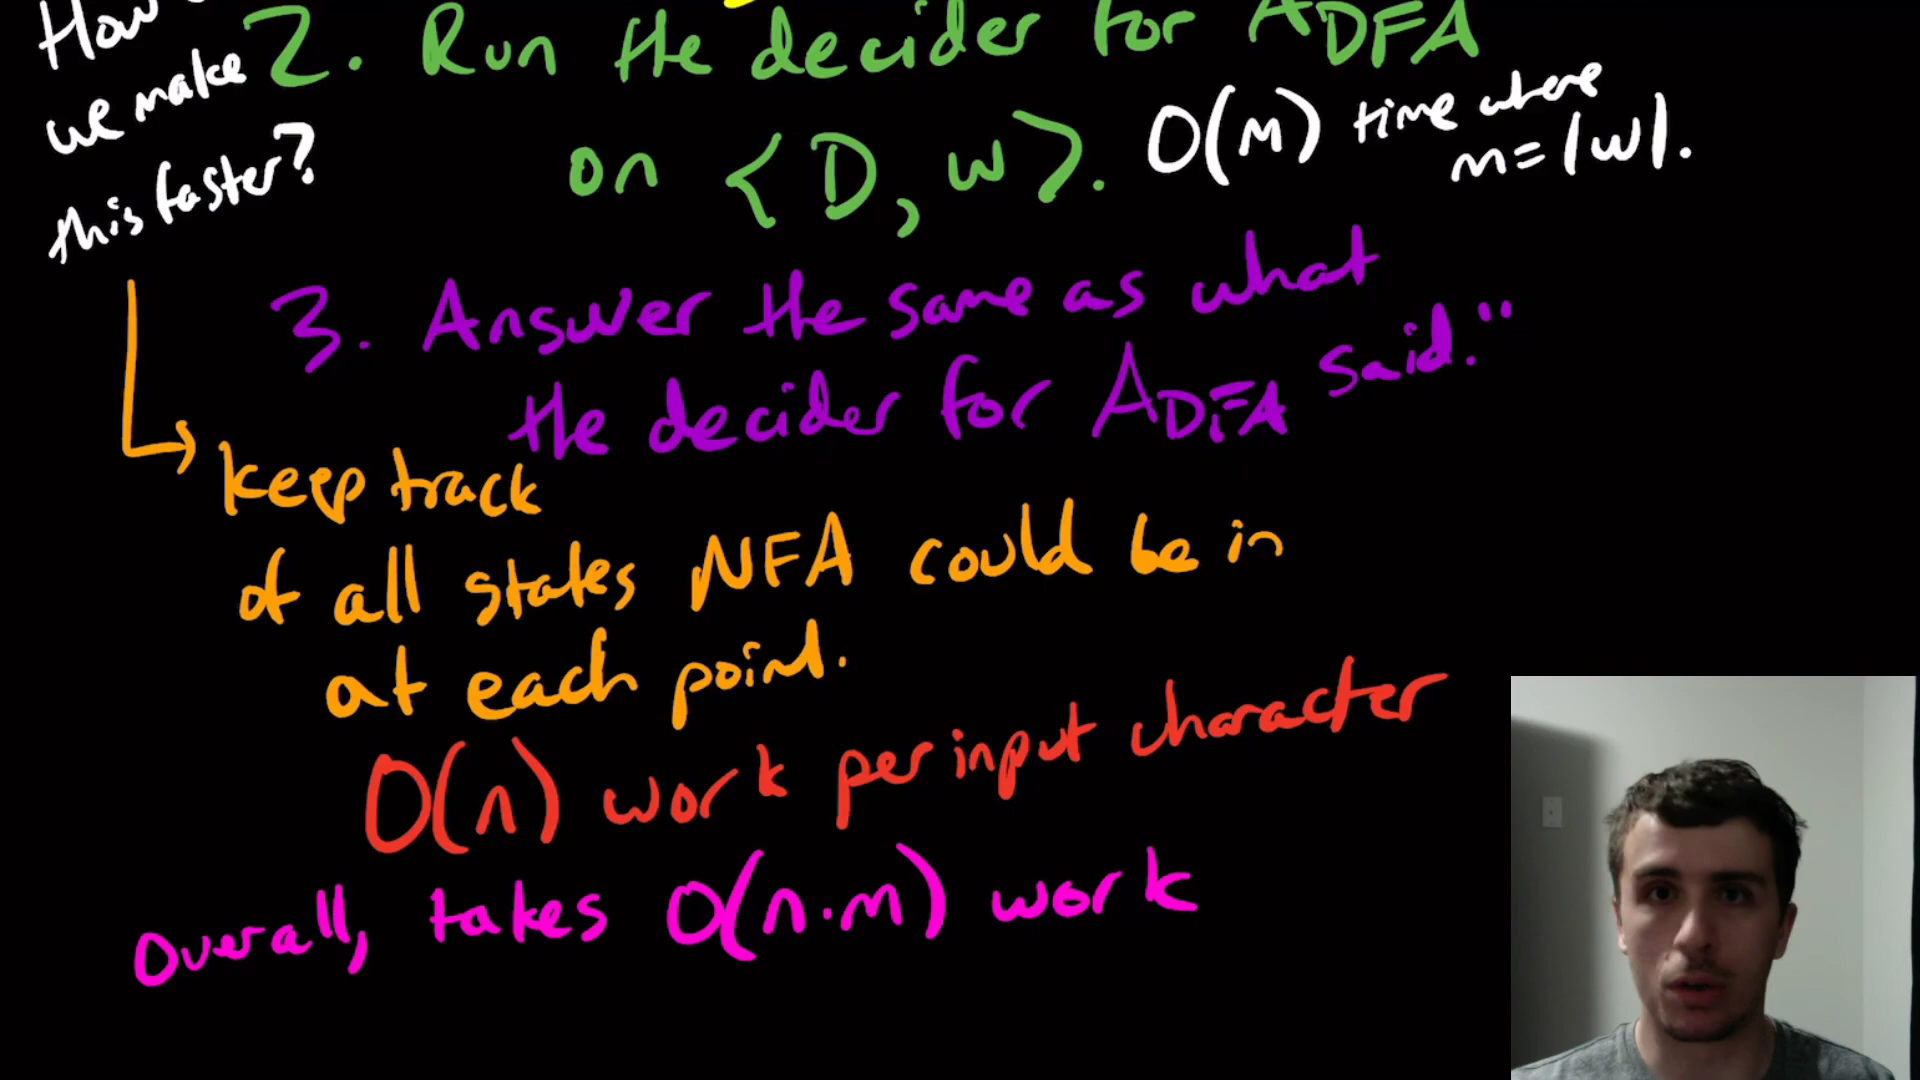 How
we make
this faster?
2. Run the decider for ADFA
on <D, w>. O(m) time where
m=|w|.
3. Answer the same as what
the decider for ADFA said."
keep track
of all states NFA could be in
at each point.
O(n) work per input character
Overall, takes O(n·m) work